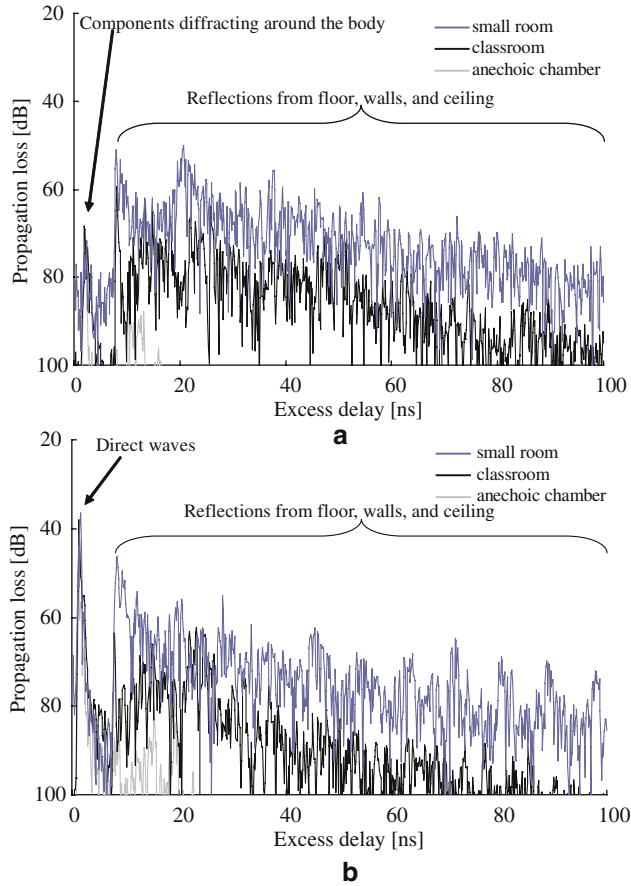 20
Components diffracting around the body
small room
classroom
anechoic chamber
40
Reflections from floor, walls, and ceiling
60
80
100
Propagation loss [dB]
0
20
40
60
80
100
Excess delay [ns]
a
20
Direct waves
small room
classroom
anechoic chamber
40
Reflections from floor, walls, and ceiling
60
80
100
Propagation loss [dB]
0
20
40
60
80
100
Excess delay [ns]
b